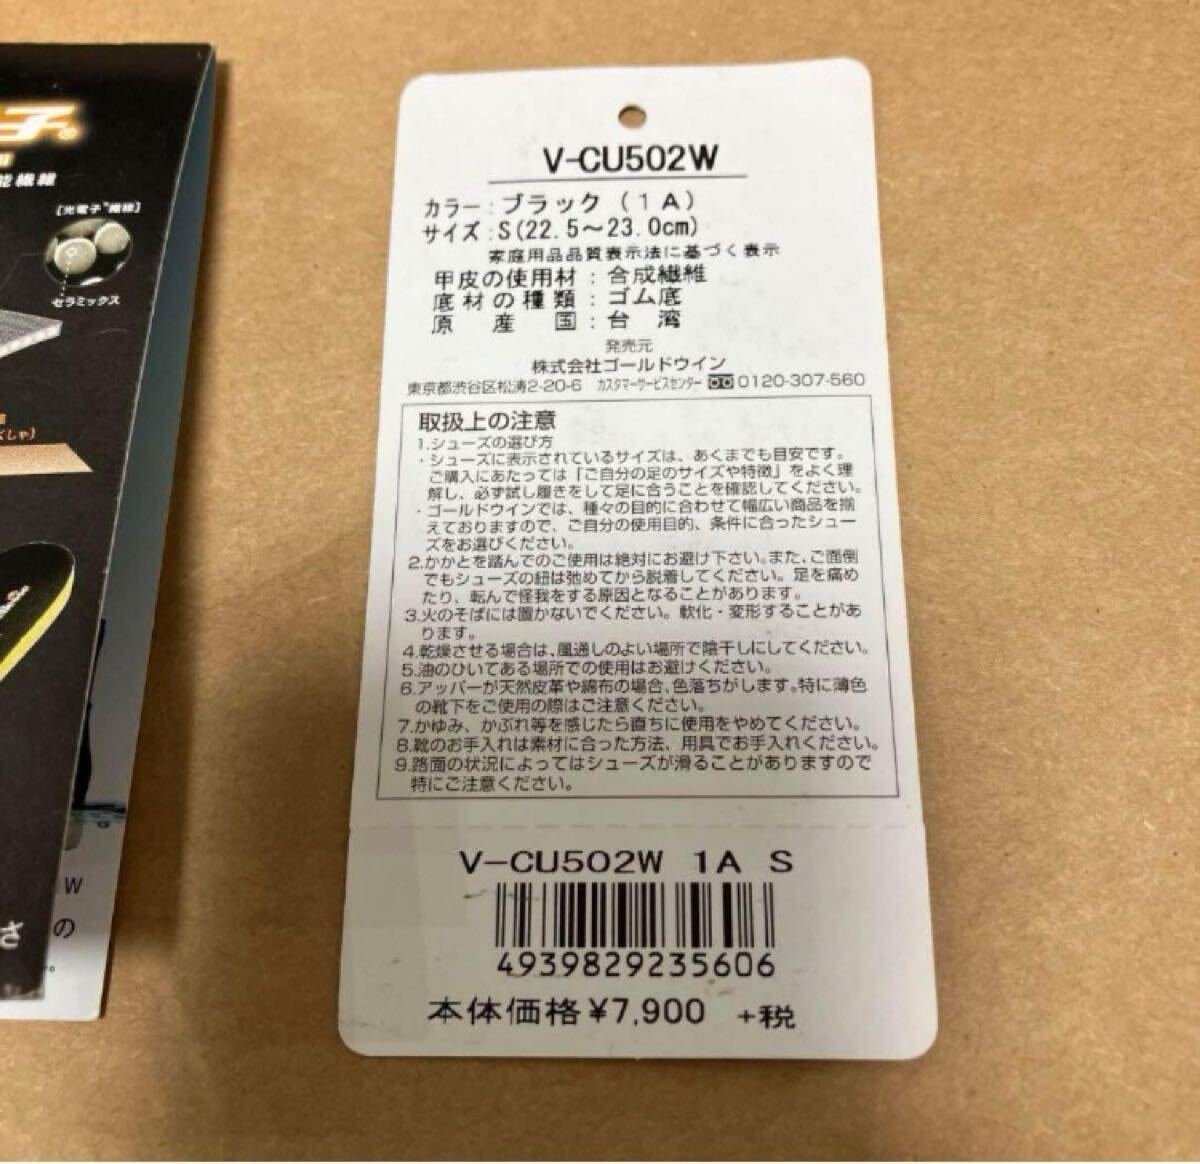 子®
能繊維
[光電子®繊維]
セラミックス
しゃ)
W
の
さ
V-CU502W
カラー:ブラック(1A)
サイズ:S(22.5～23.0cm)
家庭用品品質表示法に基づく表示
甲皮の使用材:合成繊維
底材の種類:ゴム底
原産国:台湾
発売元
株式会社ゴールドウイン
東京都渋谷区松涛2-20-6 カスタマーサービスセンター 0120-307-560
取扱上の注意
1.シューズの選び方
・シューズに表示されているサイズは、あくまでも目安です。
ご購入にあたっては「ご自分の足のサイズや特徴」をよく理
解し、必ず試し履きをして足に合うことを確認してください。
・ゴールドウインでは、種々の目的に合わせて幅広い商品を揃
えておりますので、ご自分の使用目的、条件に合ったシュー
ズをお選びください。
2.かかとを踏んでのご使用は絶対にお避け下さい。また、ご面倒
でもシューズの紐は弛めてから脱着してください。足を痛め
たり、転んで怪我をする原因となることがあります。
3.火のそばには置かないでください。軟化・変形することがあ
ります。
4.乾燥させる場合は、風通しのよい場所で陰干しにしてください。
5.油のひいてある場所での使用はお避けください。
6.アッパーが天然皮革や綿布の場合、色落ちがします。特に薄色
の靴下をご使用の際はご注意ください。
7.かゆみ、かぶれ等を感じたら直ちに使用をやめてください。
8.靴のお手入れは素材に合った方法、用具でお手入れください。
9.路面の状況によってはシューズが滑ることがありますので
特にご注意ください。
V-CU502W 1A S
4939829235606
本体価格¥7,900 +税